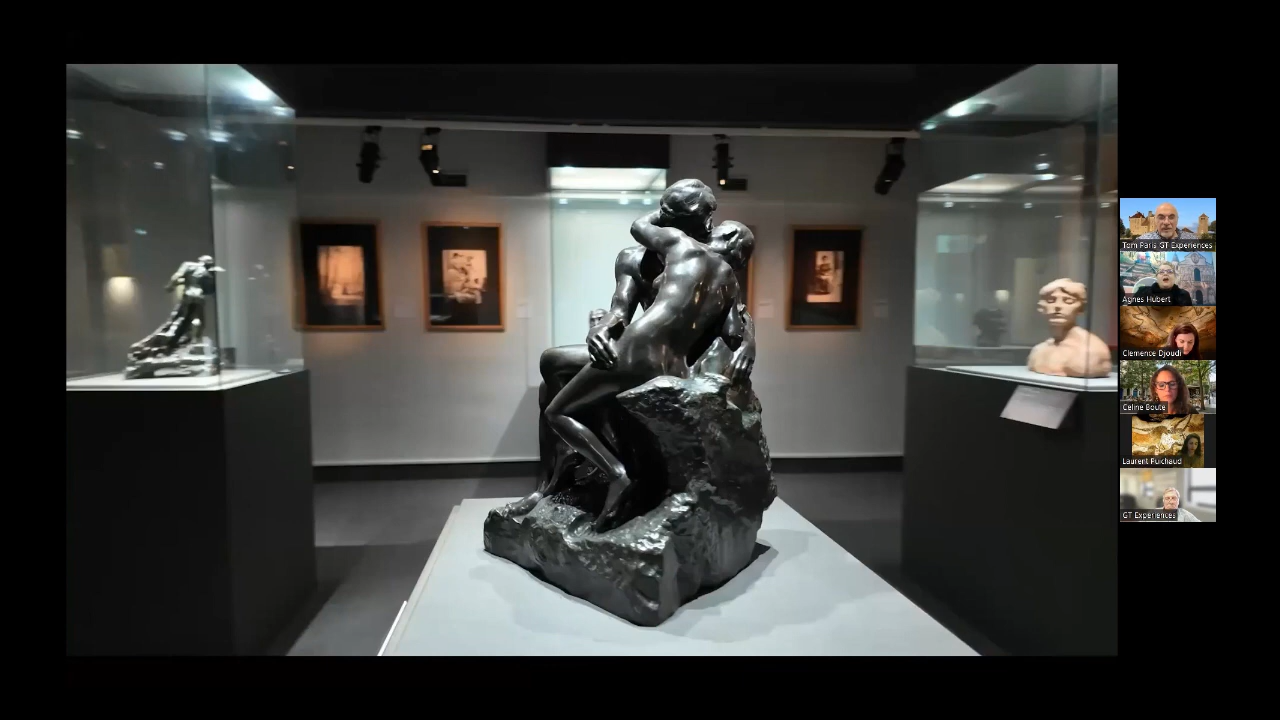 Tom Paris GT Experiences
Agnes Hubert
Clemence Djoudi
Celine Boute
Laurent Puichaud
GT Experiences